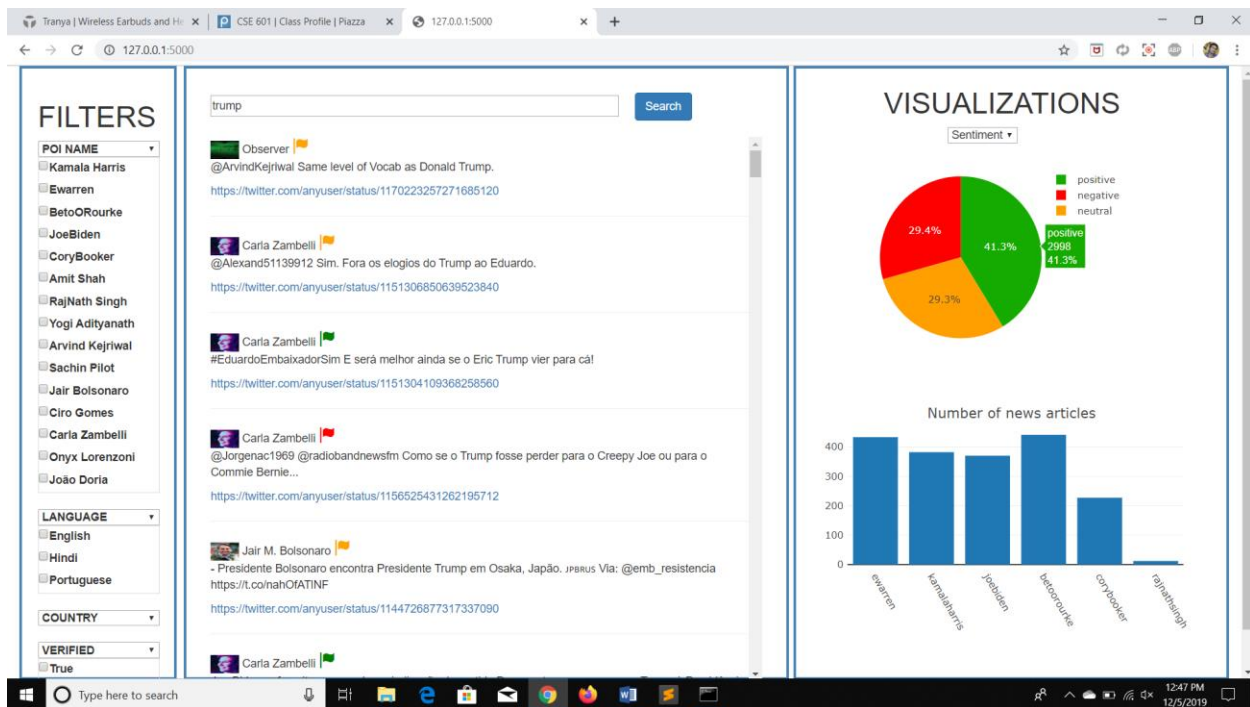 Tranya | Wireless Earbuds and He
CSE 601 | Class Profile | Piazza
127.0.0.1:5000
127.0.0.1:5000
FILTERS
POI NAME
Kamala Harris
Ewarren
BetoORourke
JoeBiden
CoryBooker
Amit Shah
RajNath Singh
Yogi Adityanath
Arvind Kejriwal
Sachin Pilot
Jair Bolsonaro
Ciro Gomes
Carla Zambelli
Onyx Lorenzoni
João Doria
LANGUAGE
English
Hindi
Portuguese
COUNTRY
VERIFIED
True
trump
Search
Observer
@ArvindKejriwal Same level of Vocab as Donald Trump.
https://twitter.com/anyuser/status/1170223257271685120
Carla Zambelli
@Alexand51139912 Sim. Fora os elogios do Trump ao Eduardo.
https://twitter.com/anyuser/status/1151306850639523840
Carla Zambelli
#EduardoEmbaixadorSim E será melhor ainda se o Eric Trump vier para cá!
https://twitter.com/anyuser/status/1151304109368258560
Carla Zambelli
@Jorgenac1969 @radiobandnewsfm Como se o Trump fosse perder para o Creepy Joe ou para o
Commie Bernie...
https://twitter.com/anyuser/status/1156525431262195712
Jair M. Bolsonaro
- Presidente Bolsonaro encontra Presidente Trump em Osaka, Japão. JPBRUS Via: @emb_resistencia
https://t.co/nahOfATlNF
https://twitter.com/anyuser/status/1144726877317337090
Carla Zambelli
VISUALIZATIONS
Sentiment
positive
negative
neutral
29.4%
41.3%
29.3%
positive
2998
41.3%
Number of news articles
400
300
200
100
0
ewarren
kamalaharris
joebiden
betoorourke
corybooker
rajnathsingh
Type here to search
12:47 PM
12/5/2019